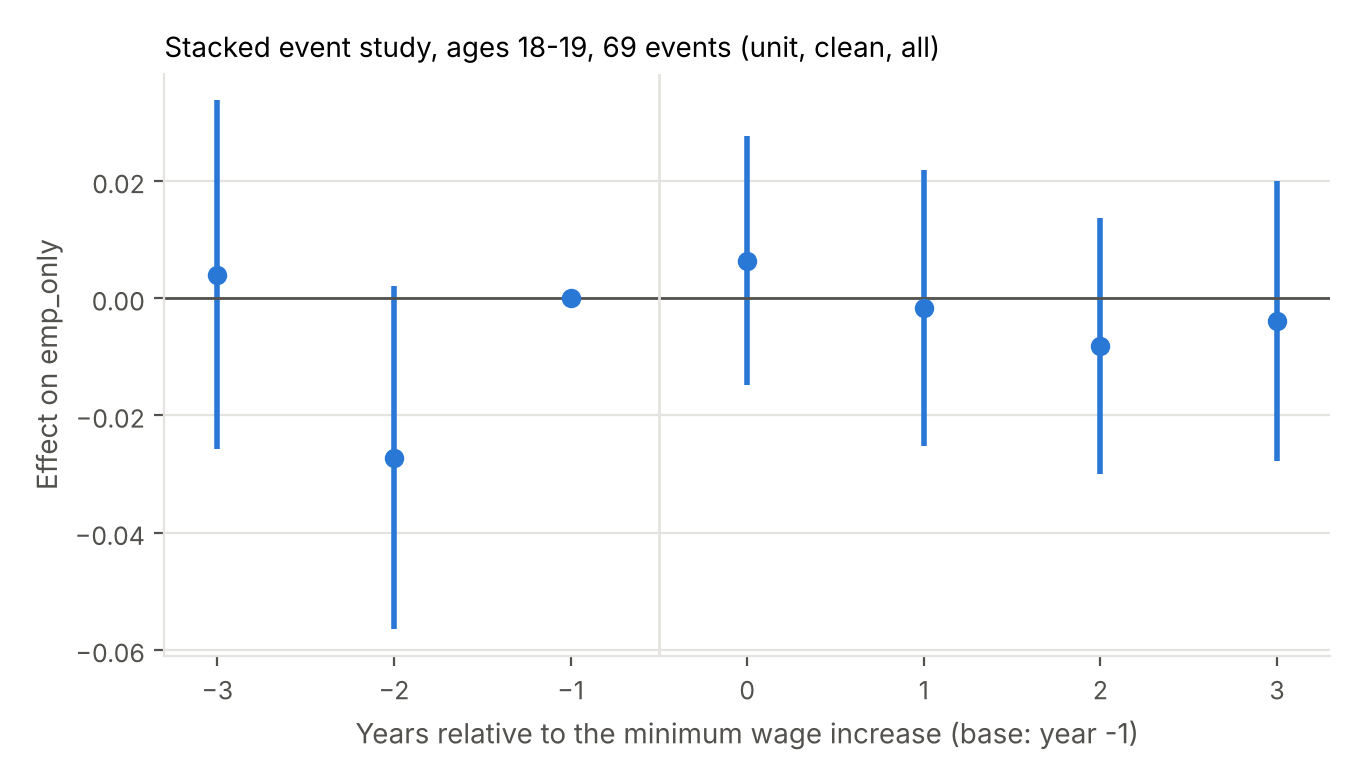 Stacked event study, ages 18-19, 69 events (unit, clean, all)
Effect on emp_only
0.02
0.00
−0.02
−0.04
−0.06
−3 −2 −1 0 1 2 3
Years relative to the minimum wage increase (base: year -1)